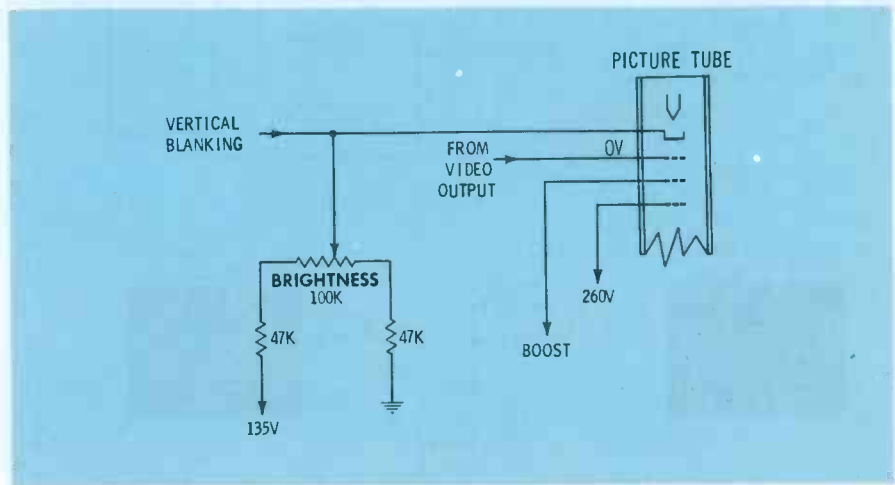 PICTURE TUBE
VERTICAL
BLANKING
FROM
VIDEO
OUTPUT
0V
BRIGHTNESS
100K
260V
47K
47K
BOOST
135V